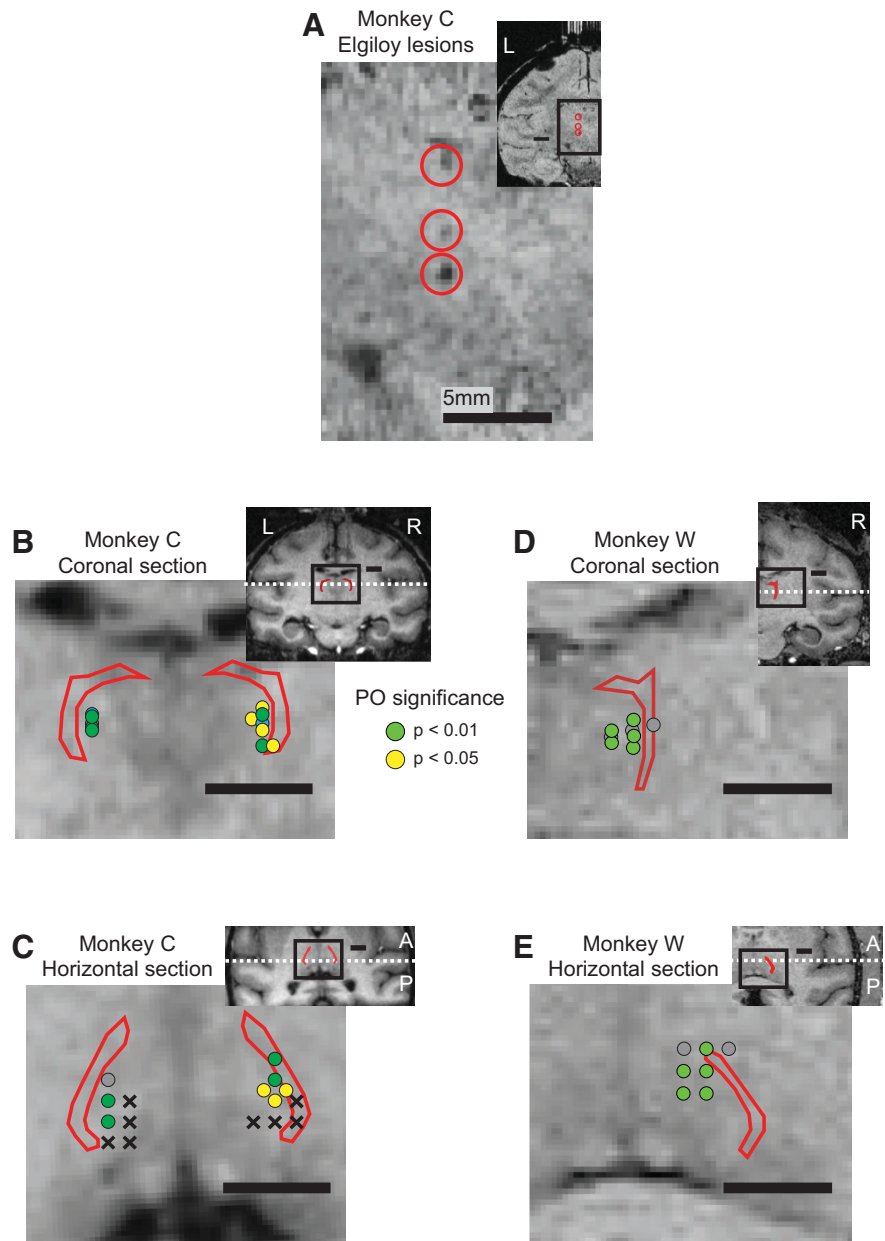 A
Monkey C
Elgiloy lesions
L
5mm
B
Monkey C
Coronal section
L
R
D
Monkey W
Coronal section
R
PO significance
p < 0.01
p < 0.05
C
Monkey C
Horizontal section
A
P
E
Monkey W
Horizontal section
A
P